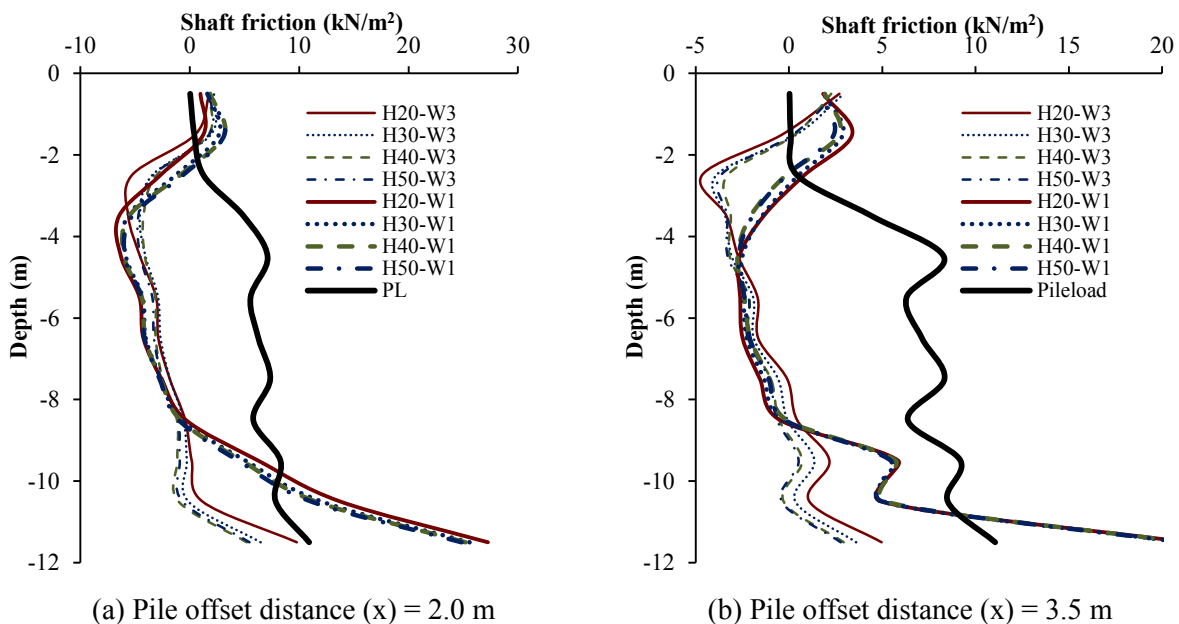 Shaft friction (kN/m²)
-10 0 10 20 30
0
-2
-4
-6
-8
-10
-12
Depth (m)
H20-W3
H30-W3
H40-W3
H50-W3
H20-W1
H30-W1
H40-W1
H50-W1
PL
(a) Pile offset distance (x) = 2.0 m
Shaft friction (kN/m²)
-5 0 5 10 15 20
0
-2
-4
-6
-8
-10
-12
Depth (m)
H20-W3
H30-W3
H40-W3
H50-W3
H20-W1
H30-W1
H40-W1
H50-W1
Pileload
(b) Pile offset distance (x) = 3.5 m